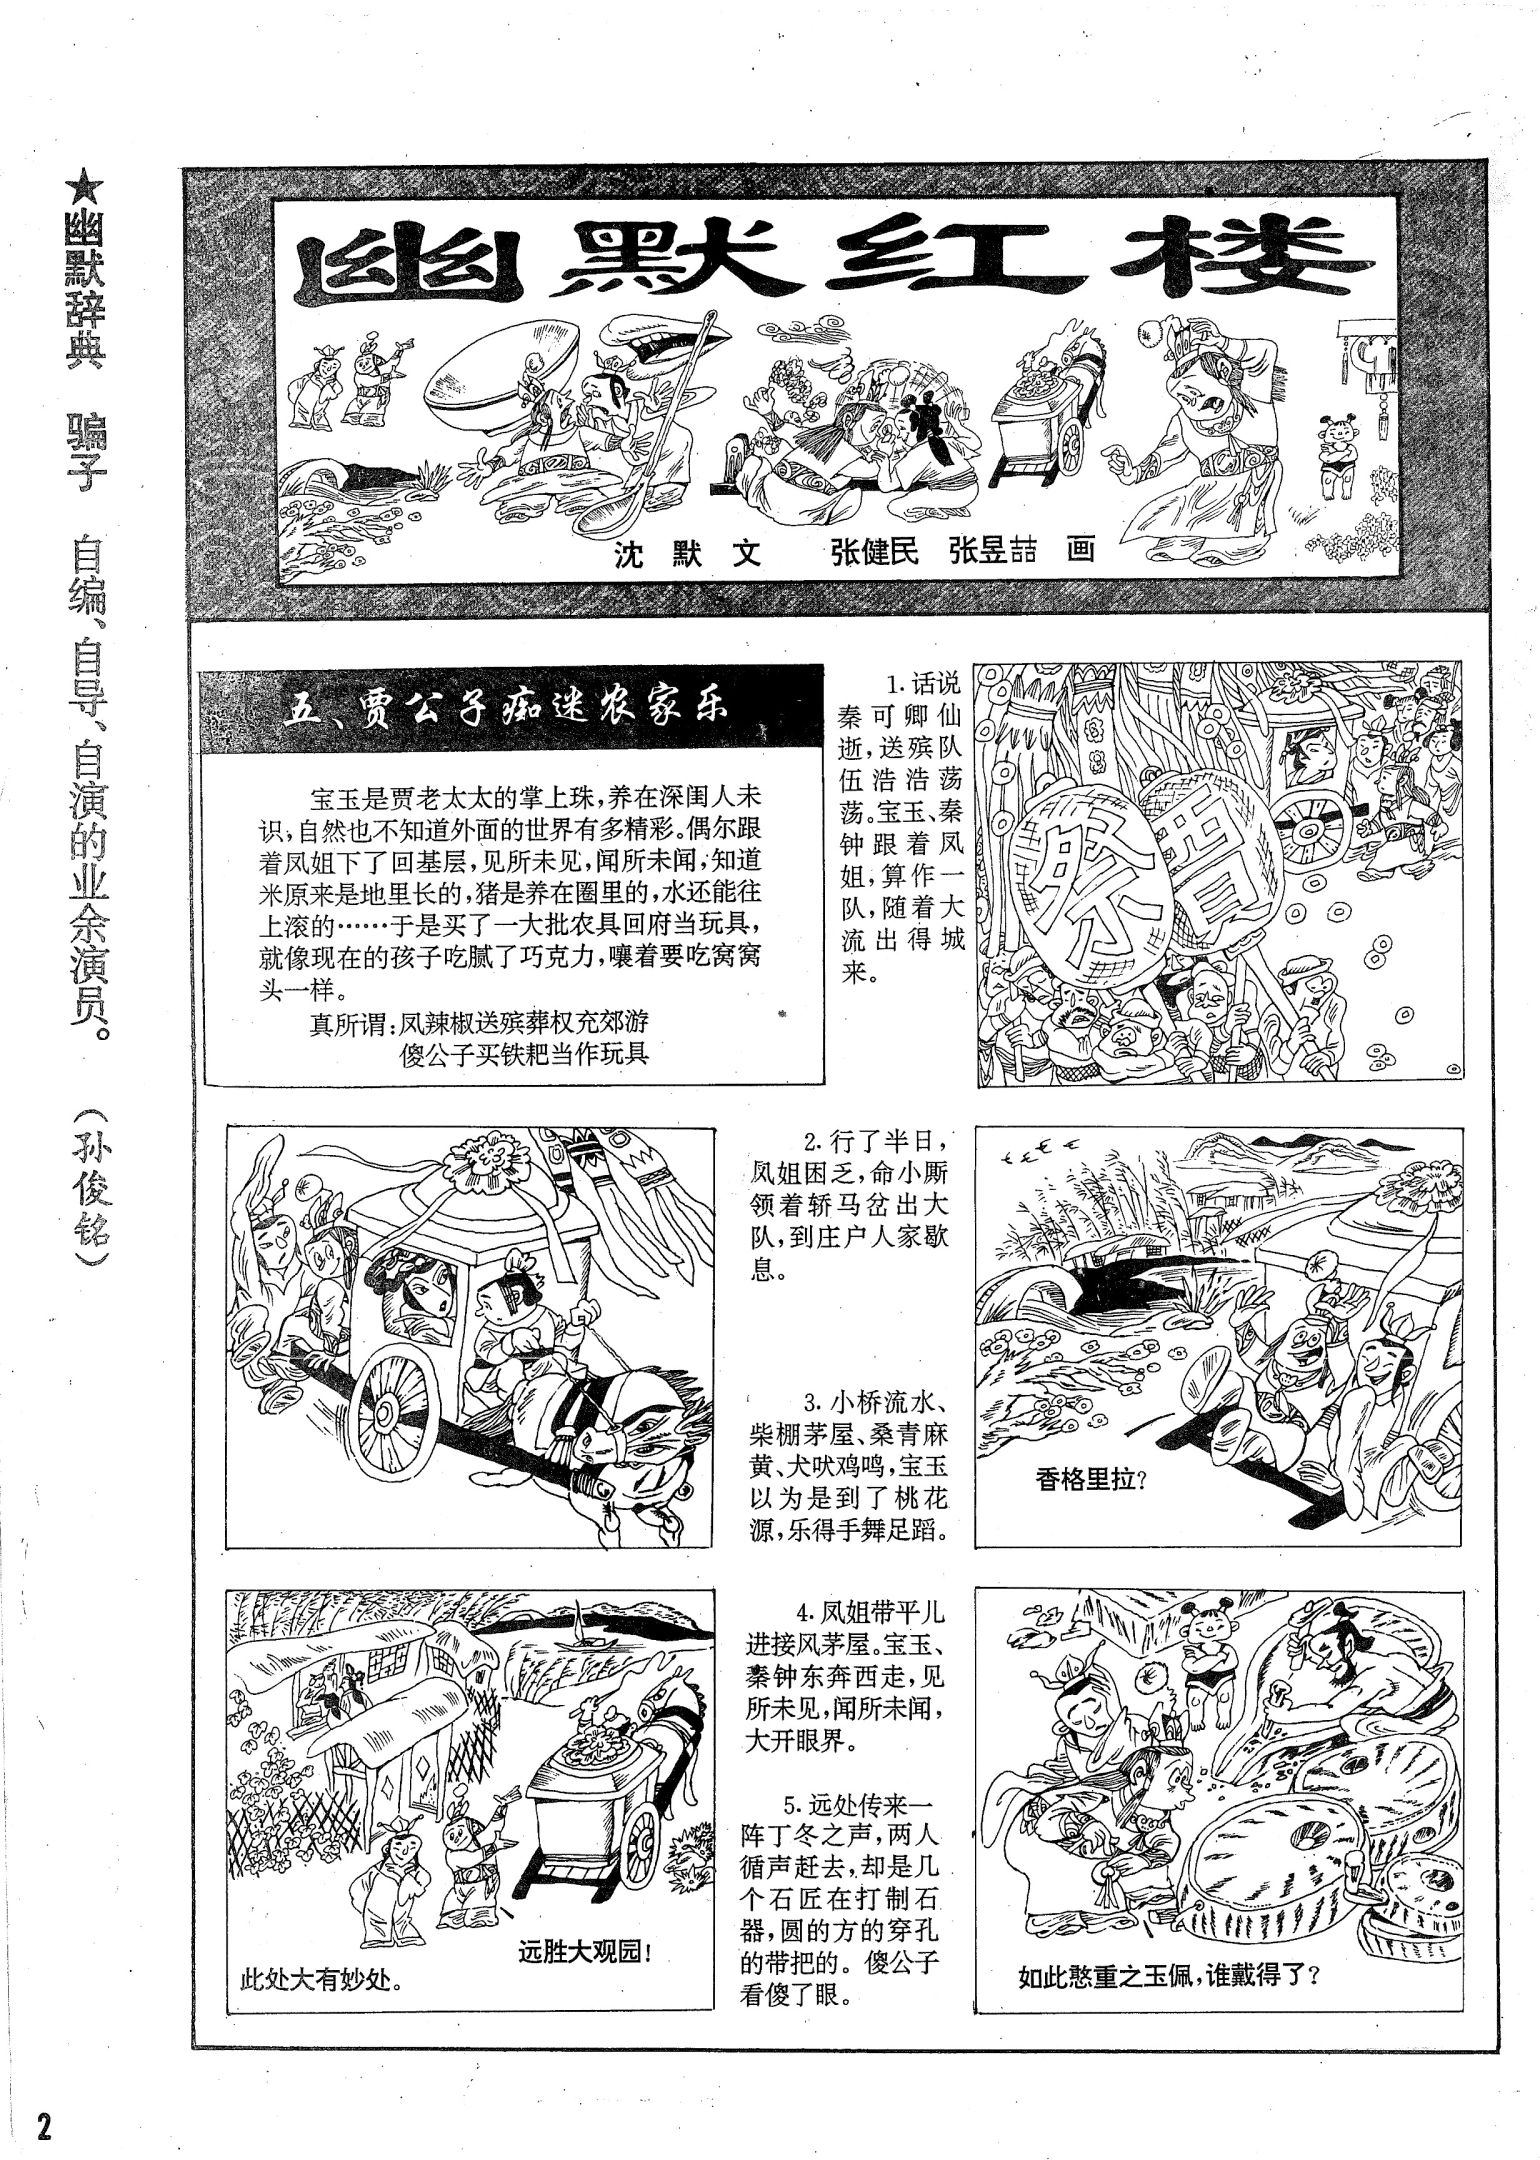 ★幽默辞典 骗子 自编、自导、自演的业余演员。 (孙俊铭)
幽默红楼
沈默文 张健民 张昱喆 画
五、贾公子痴迷农家乐
宝玉是贾老太太的掌上珠,养在深闺人未
识,自然也不知道外面的世界有多精彩。偶尔跟
着凤姐下了回基层,见所未见,闻所未闻,知道
米原来是地里长的,猪是养在圈里的,水还能往
上滚的……于是买了一大批农具回府当玩具,
就像现在的孩子吃腻了巧克力,嚷着要吃窝窝
头一样。
真所谓:凤辣椒送殡葬权充郊游
傻公子买铁耙当作玩具
1. 话说
秦可卿仙
逝,送殡队
伍浩浩荡
荡。宝玉、秦
钟跟着凤
姐,算作一
队,随着大
流出得城
来。
2. 行了半日,
凤姐困乏,命小厮
领着轿马岔出大
队,到庄户人家歇
息。
3. 小桥流水、
柴棚茅屋、桑青麻
黄、犬吠鸡鸣,宝玉
以为是到了桃花
源,乐得手舞足蹈。
香格里拉?
4. 凤姐带平儿
进接风茅屋。宝玉、
秦钟东奔西走,见
所未见,闻所未闻,
大开眼界。
远胜大观园!
此处大有妙处。
5. 远处传来一
阵丁冬之声,两人
循声赶去,却是几
个石匠在打制石
器,圆的方的穿孔
的带把的。傻公子
看傻了眼。
如此憨重之玉佩,谁戴得了?
2